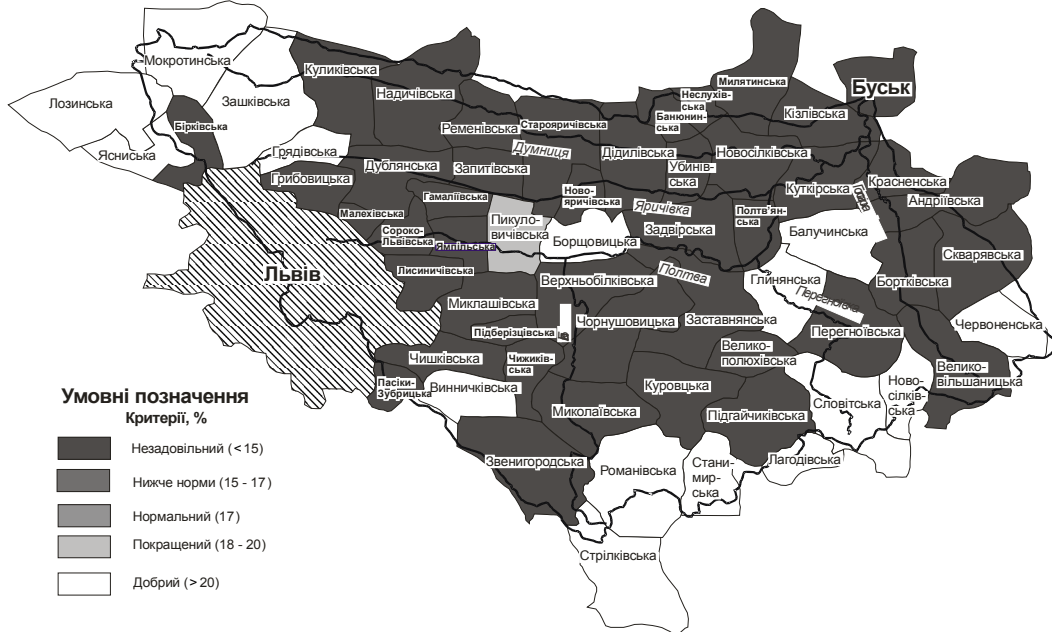 Мокротинська
Лозинська
Зашківська
Бірківська
Ясниська
Грядівська
Грибовицька
Куликівська
Надичівська
Ременівська
Старояричівська
Думниця
Дублянська
Запитівська
Неслухів-
ська
Милятинська
Банюнин-
ська
Кізлівська
Буськ
Дідилівська
Новосілківська
Убинів-
ська
Гамаліївська
Малехівська
Сороко-
Львівська
Ямпільська
Лисиничівська
Пикуло-
вичівська
Ново-
яричівська
Борщовицька
Яричівка
Задвірська
Полтв'ян-
ська
Куткірська
Красненська
Андріївська
Балучинська
Скварявська
Бортківська
Львів
Верхньобілківська
Полтва
Глинянська
Миклашівська
Підберізцівська
Чорнушовицька
Заставнянська
Перегноївська
Червоненська
Чишківська
Чижиків-
ська
Пасіки-
Зубрицька
Винничківська
Велико-
полюхівська
Куровцька
Миколаївська
Підгайчиківська
Словітська
Ново-
сілків-
ська
Велико-
вільшаницька
Звенигородська
Романівська
Стани-
мир-
ська
Лагодівська
Стрілківська
Умовні позначення
Критерії, %
Незадовільний (<15)
Нижче норми (15 - 17)
Нормальний (17)
Покращений (18 - 20)
Добрий (>20)